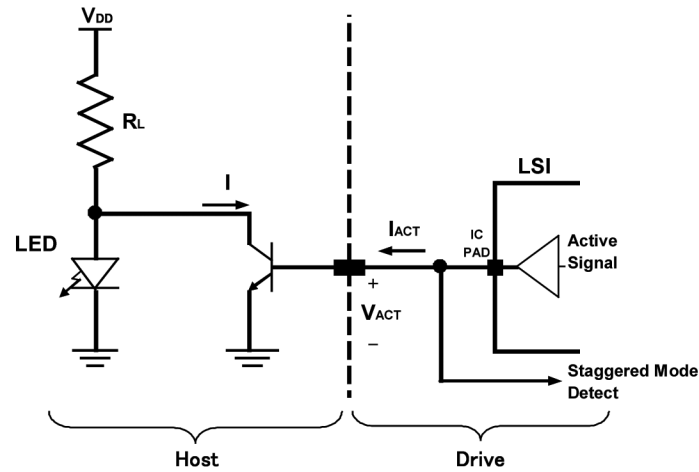 VDD
RL
I
LSI
LED
IACT
IC
PAD
Active
Signal
+
VACT
–
Staggered Mode
Detect
Host
Drive